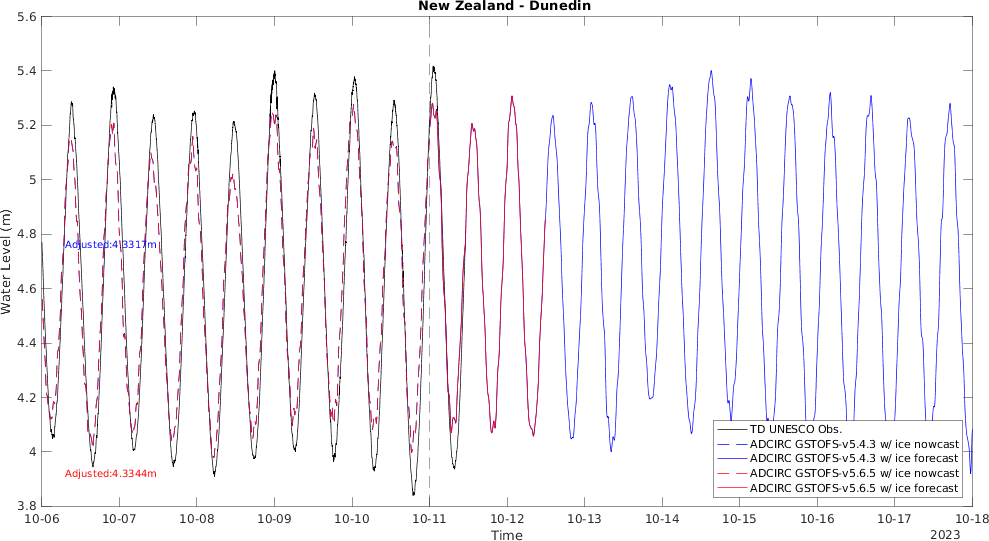 New Zealand - Dunedin
Water Level (m)
5.6
5.4
5.2
5
4.8
4.6
4.4
4.2
4
3.8
Adjusted:4.3317m
Adjusted:4.3344m
TD UNESCO Obs.
ADCIRC GSTOFS-v5.4.3 w/ ice nowcast
ADCIRC GSTOFS-v5.4.3 w/ ice forecast
ADCIRC GSTOFS-v5.6.5 w/ ice nowcast
ADCIRC GSTOFS-v5.6.5 w/ ice forecast
10-06 10-07 10-08 10-09 10-10 10-11 10-12 10-13 10-14 10-15 10-16 10-17 10-18
Time
2023